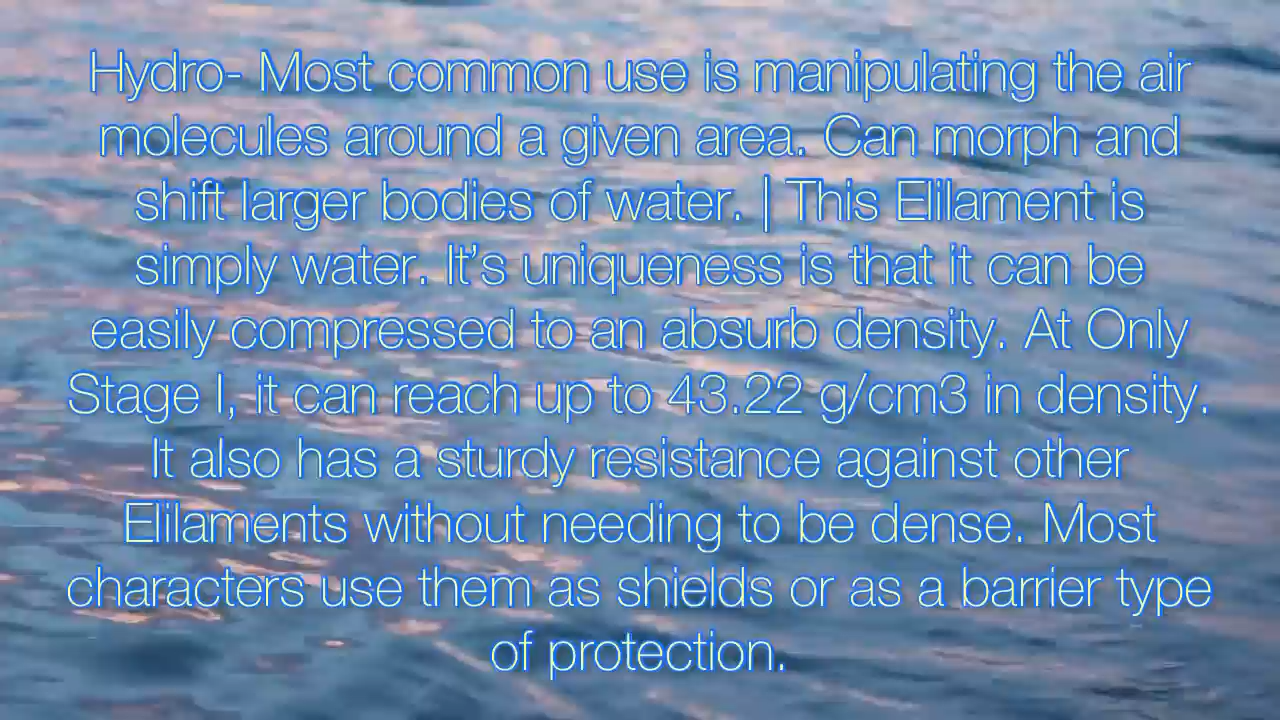 Hydro- Most common use is manipulating the air
molecules around a given area. Can morph and
shift larger bodies of water. | This Elilament is
simply water. It’s uniqueness is that it can be
easily compressed to an absurb density. At Only
Stage I, it can reach up to 43.22 g/cm3 in density.
It also has a sturdy resistance against other
Elilaments without needing to be dense. Most
characters use them as shields or as a barrier type
of protection.